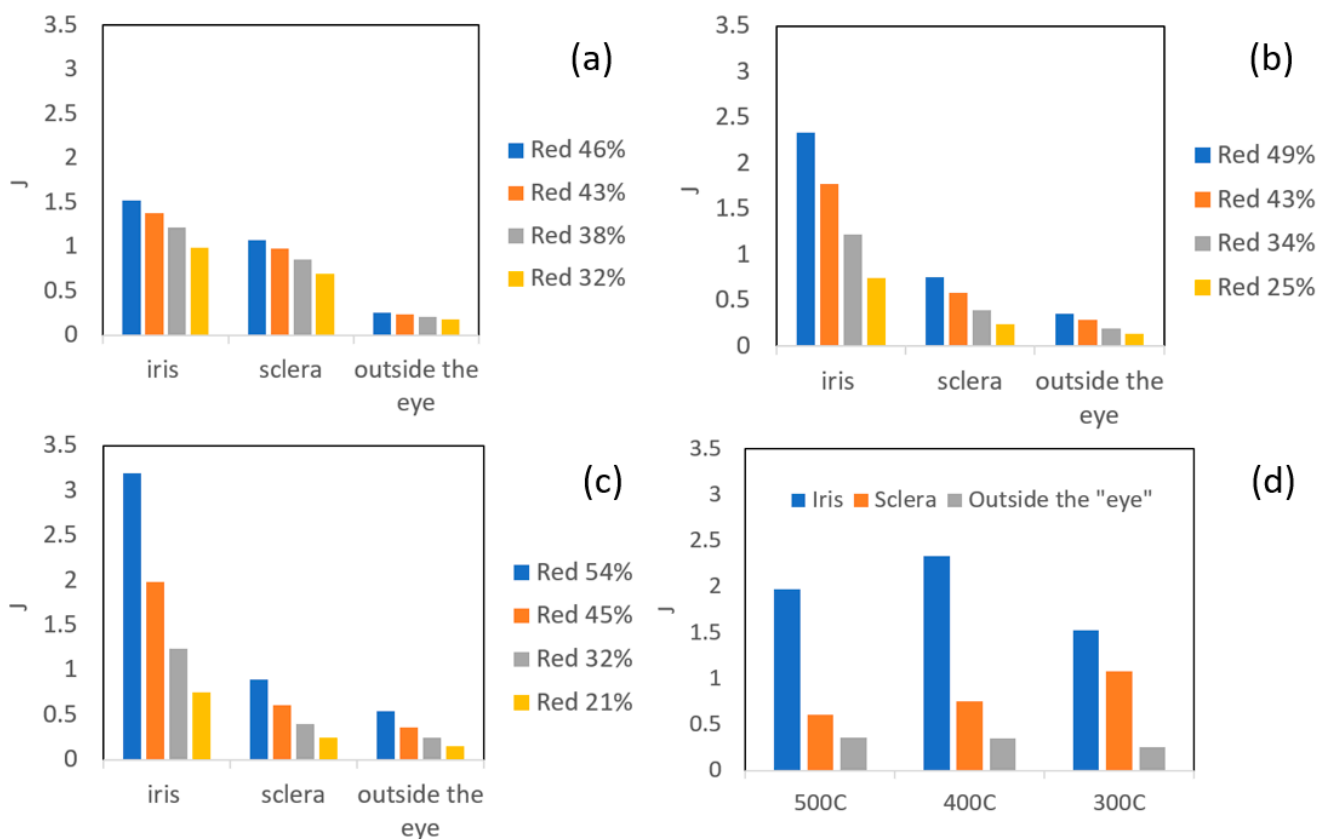 (a)
3.5
3
2.5
2
1.5
1
0.5
0
J
iris
sclera
outside the
eye
Red 46%
Red 43%
Red 38%
Red 32%
(b)
3.5
3
2.5
2
1.5
1
0.5
0
J
iris
sclera
outside the
eye
Red 49%
Red 43%
Red 34%
Red 25%
(c)
3.5
3
2.5
2
1.5
1
0.5
0
J
iris
sclera
outside the
eye
Red 54%
Red 45%
Red 32%
Red 21%
(d)
3.5
3
2.5
2
1.5
1
0.5
0
J
Iris Sclera Outside the "eye"
500C
400C
300C